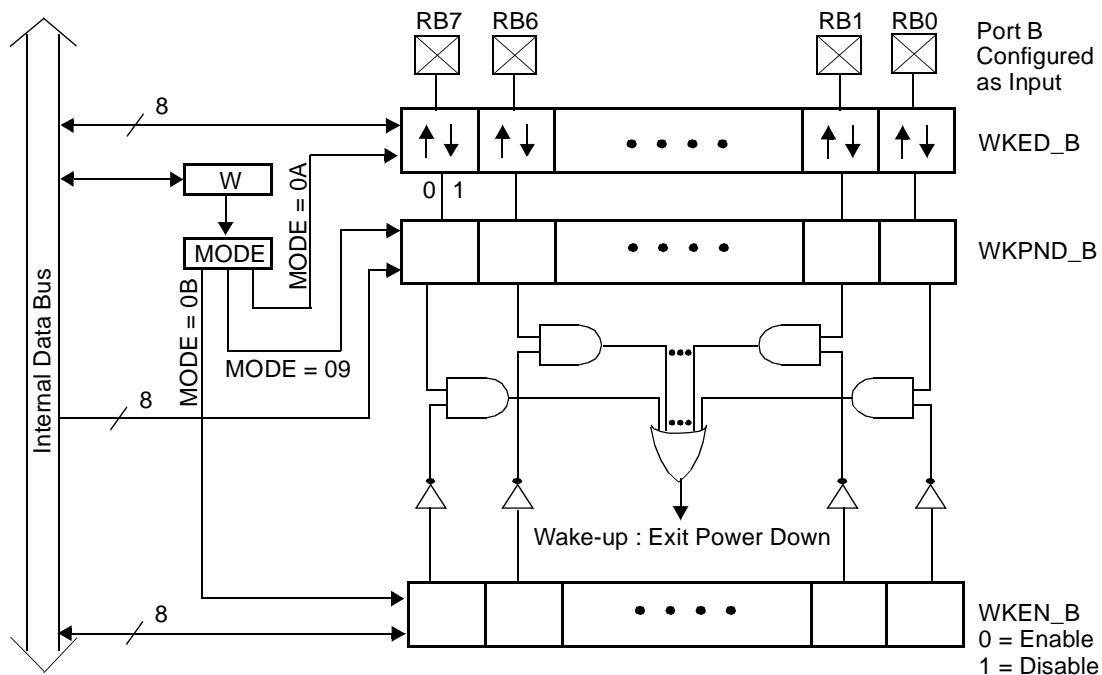 RB7
RB6
RB1
RB0
Port B
Configured
as Input
8
WKED_B
W
0 1
MODE = 0A
MODE
WKPND_B
MODE = 0B
MODE = 09
8
Internal Data Bus
Wake-up : Exit Power Down
8
WKEN_B
0 = Enable
1 = Disable